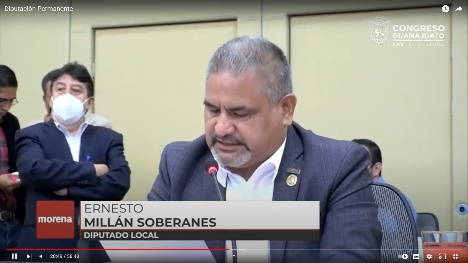 Diputación Permanente
CONGRESO
GUANAJUATO
morena
ERNESTO
MILLÁN SOBERANES
DIPUTADO LOCAL